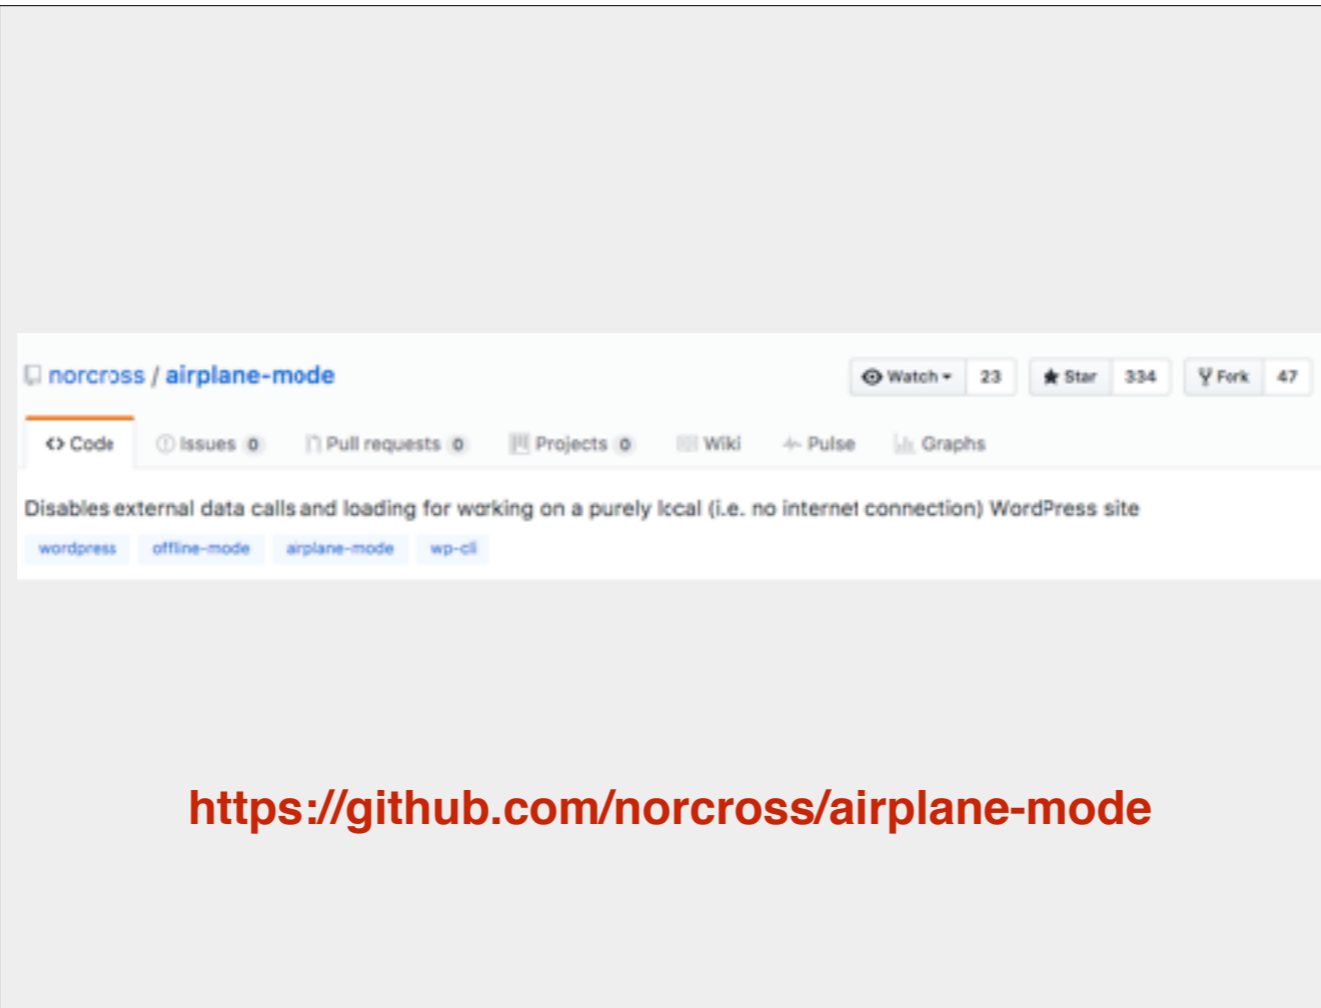 norcross / airplane-mode
Watch 23 Star 334 Fork 47
<> Code Issues 0 Pull requests 0 Projects 0 Wiki Pulse Graphs
Disables external data calls and loading for working on a purely local (i.e. no internet connection) WordPress site
wordpress offline-mode airplane-mode wp-cli
https://github.com/norcross/airplane-mode